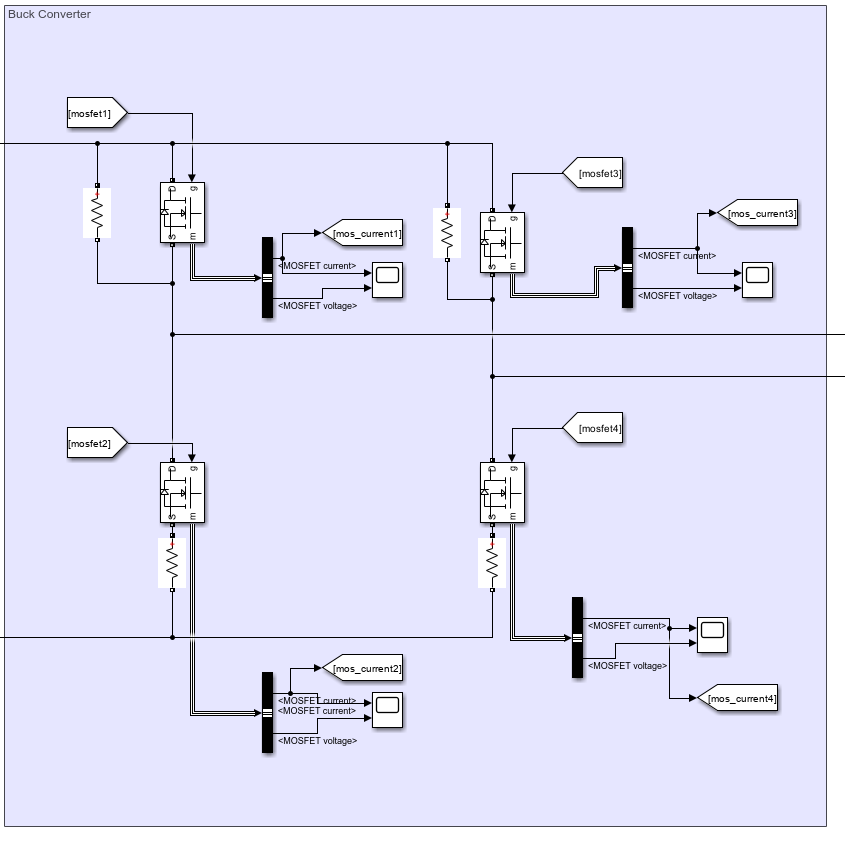 Buck Converter
[mosfet1]
D
g
S
m
[mosfet3]
D
g
S
m
[mos_current1]
<MOSFET current>
<MOSFET voltage>
[mos_current3]
<MOSFET current>
<MOSFET voltage>
[mosfet2]
D
g
S
m
[mosfet4]
D
g
S
m
<MOSFET current>
<MOSFET voltage>
[mos_current4]
[mos_current2]
<MOSFET current>
<MOSFET current>
<MOSFET voltage>